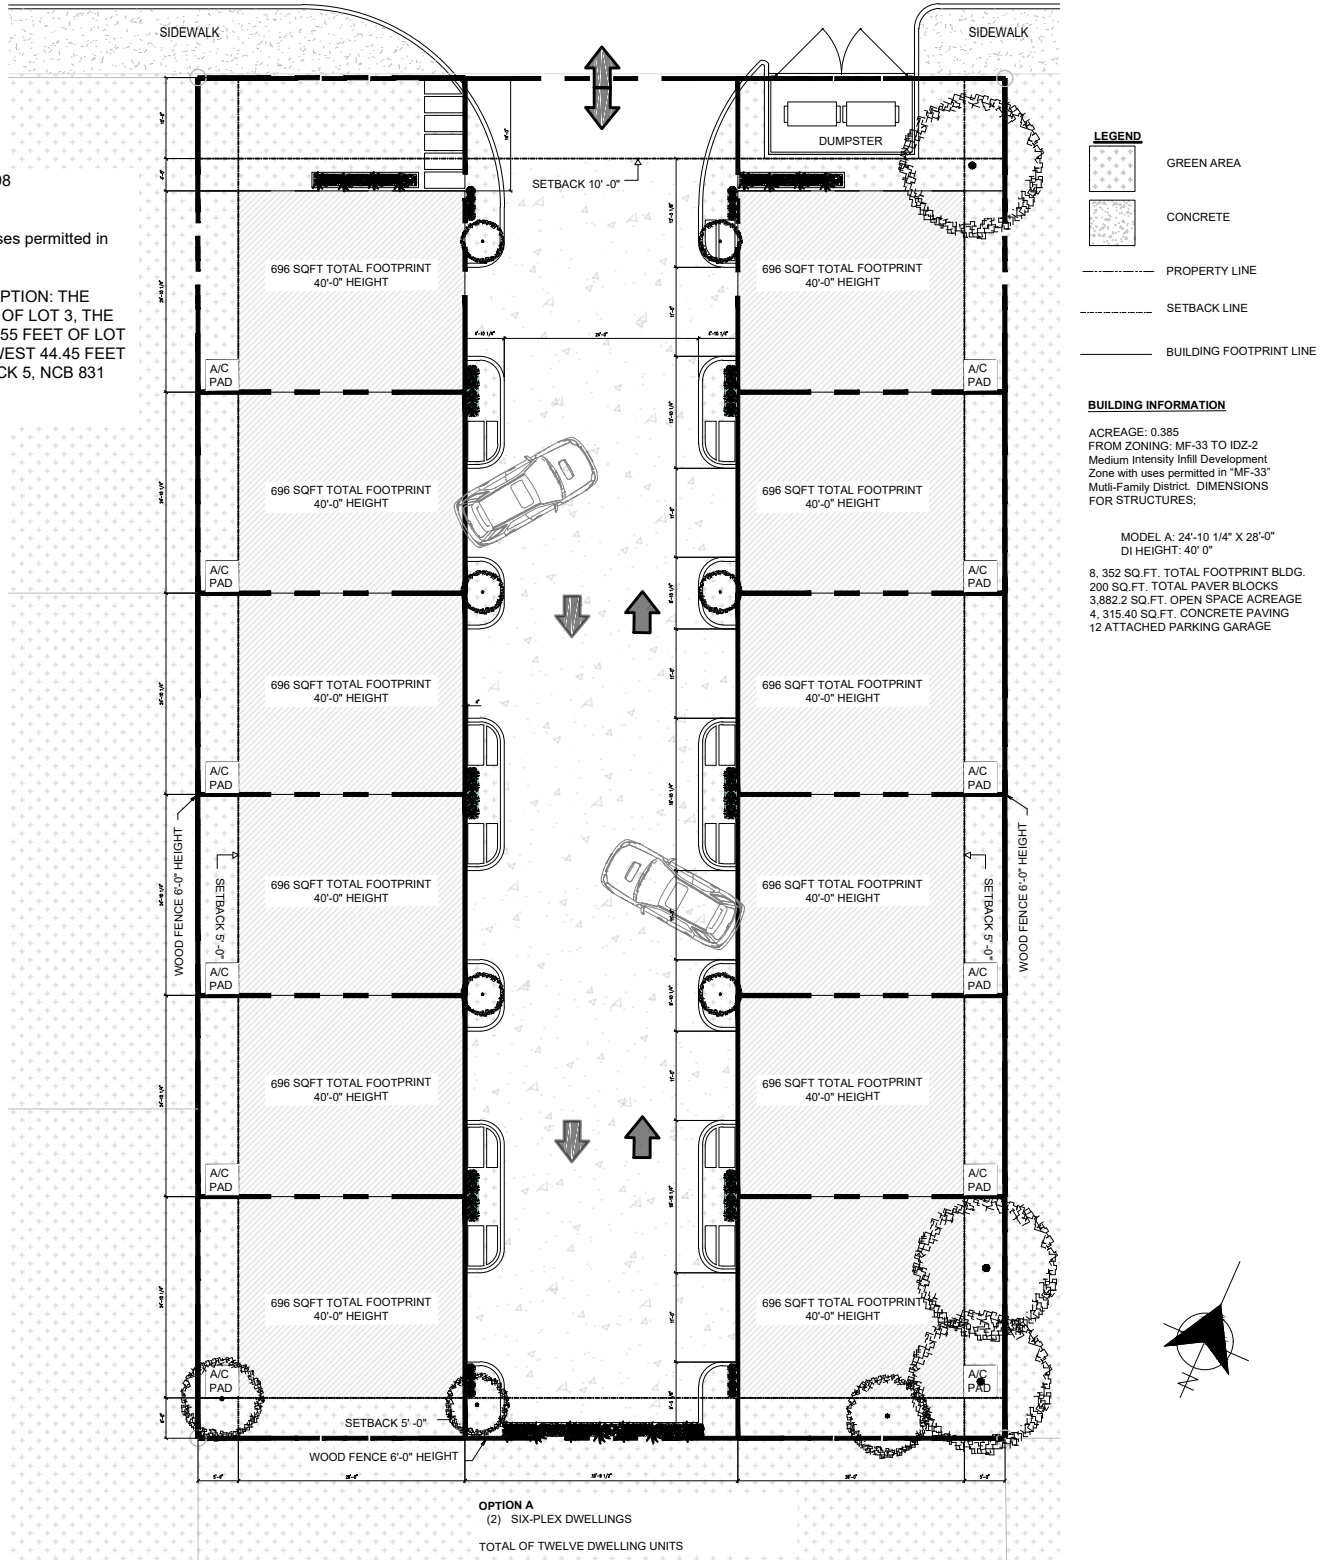 SIDEWALK
SIDEWALK
DUMPSTER
SETBACK 10' -0"
08
ses permitted in
PTION: THE
OF LOT 3, THE
55 FEET OF LOT
WEST 44.45 FEET
CK 5, NCB 831
LEGEND
GREEN AREA
CONCRETE
PROPERTY LINE
SETBACK LINE
BUILDING FOOTPRINT LINE
BUILDING INFORMATION
ACREAGE: 0.385
FROM ZONING: MF-33 TO IDZ-2
Medium Intensity Infill Development
Zone with uses permitted in "MF-33"
Mutli-Family District. DIMENSIONS
FOR STRUCTURES;
MODEL A: 24'-10 1/4" X 28'-0"
DI HEIGHT: 40' 0"
8, 352 SQ.FT. TOTAL FOOTPRINT BLDG.
200 SQ.FT. TOTAL PAVER BLOCKS
3,882.2 SQ.FT. OPEN SPACE ACREAGE
4, 315.40 SQ.FT. CONCRETE PAVING
12 ATTACHED PARKING GARAGE
696 SQFT TOTAL FOOTPRINT
40'-0" HEIGHT
696 SQFT TOTAL FOOTPRINT
40'-0" HEIGHT
A/C
PAD
A/C
PAD
696 SQFT TOTAL FOOTPRINT
40'-0" HEIGHT
696 SQFT TOTAL FOOTPRINT
40'-0" HEIGHT
A/C
PAD
A/C
PAD
696 SQFT TOTAL FOOTPRINT
40'-0" HEIGHT
696 SQFT TOTAL FOOTPRINT
40'-0" HEIGHT
A/C
PAD
A/C
PAD
WOOD FENCE 6'-0" HEIGHT
SETBACK 5' -0"
696 SQFT TOTAL FOOTPRINT
40'-0" HEIGHT
696 SQFT TOTAL FOOTPRINT
40'-0" HEIGHT
SETBACK 5' -0"
WOOD FENCE 6'-0" HEIGHT
A/C
PAD
A/C
PAD
696 SQFT TOTAL FOOTPRINT
40'-0" HEIGHT
696 SQFT TOTAL FOOTPRINT
40'-0" HEIGHT
A/C
PAD
A/C
PAD
696 SQFT TOTAL FOOTPRINT
40'-0" HEIGHT
696 SQFT TOTAL FOOTPRINT
40'-0" HEIGHT
A/C
PAD
A/C
PAD
N
SETBACK 5' -0"
WOOD FENCE 6'-0" HEIGHT
OPTION A
(2) SIX-PLEX DWELLINGS
TOTAL OF TWELVE DWELLING UNITS